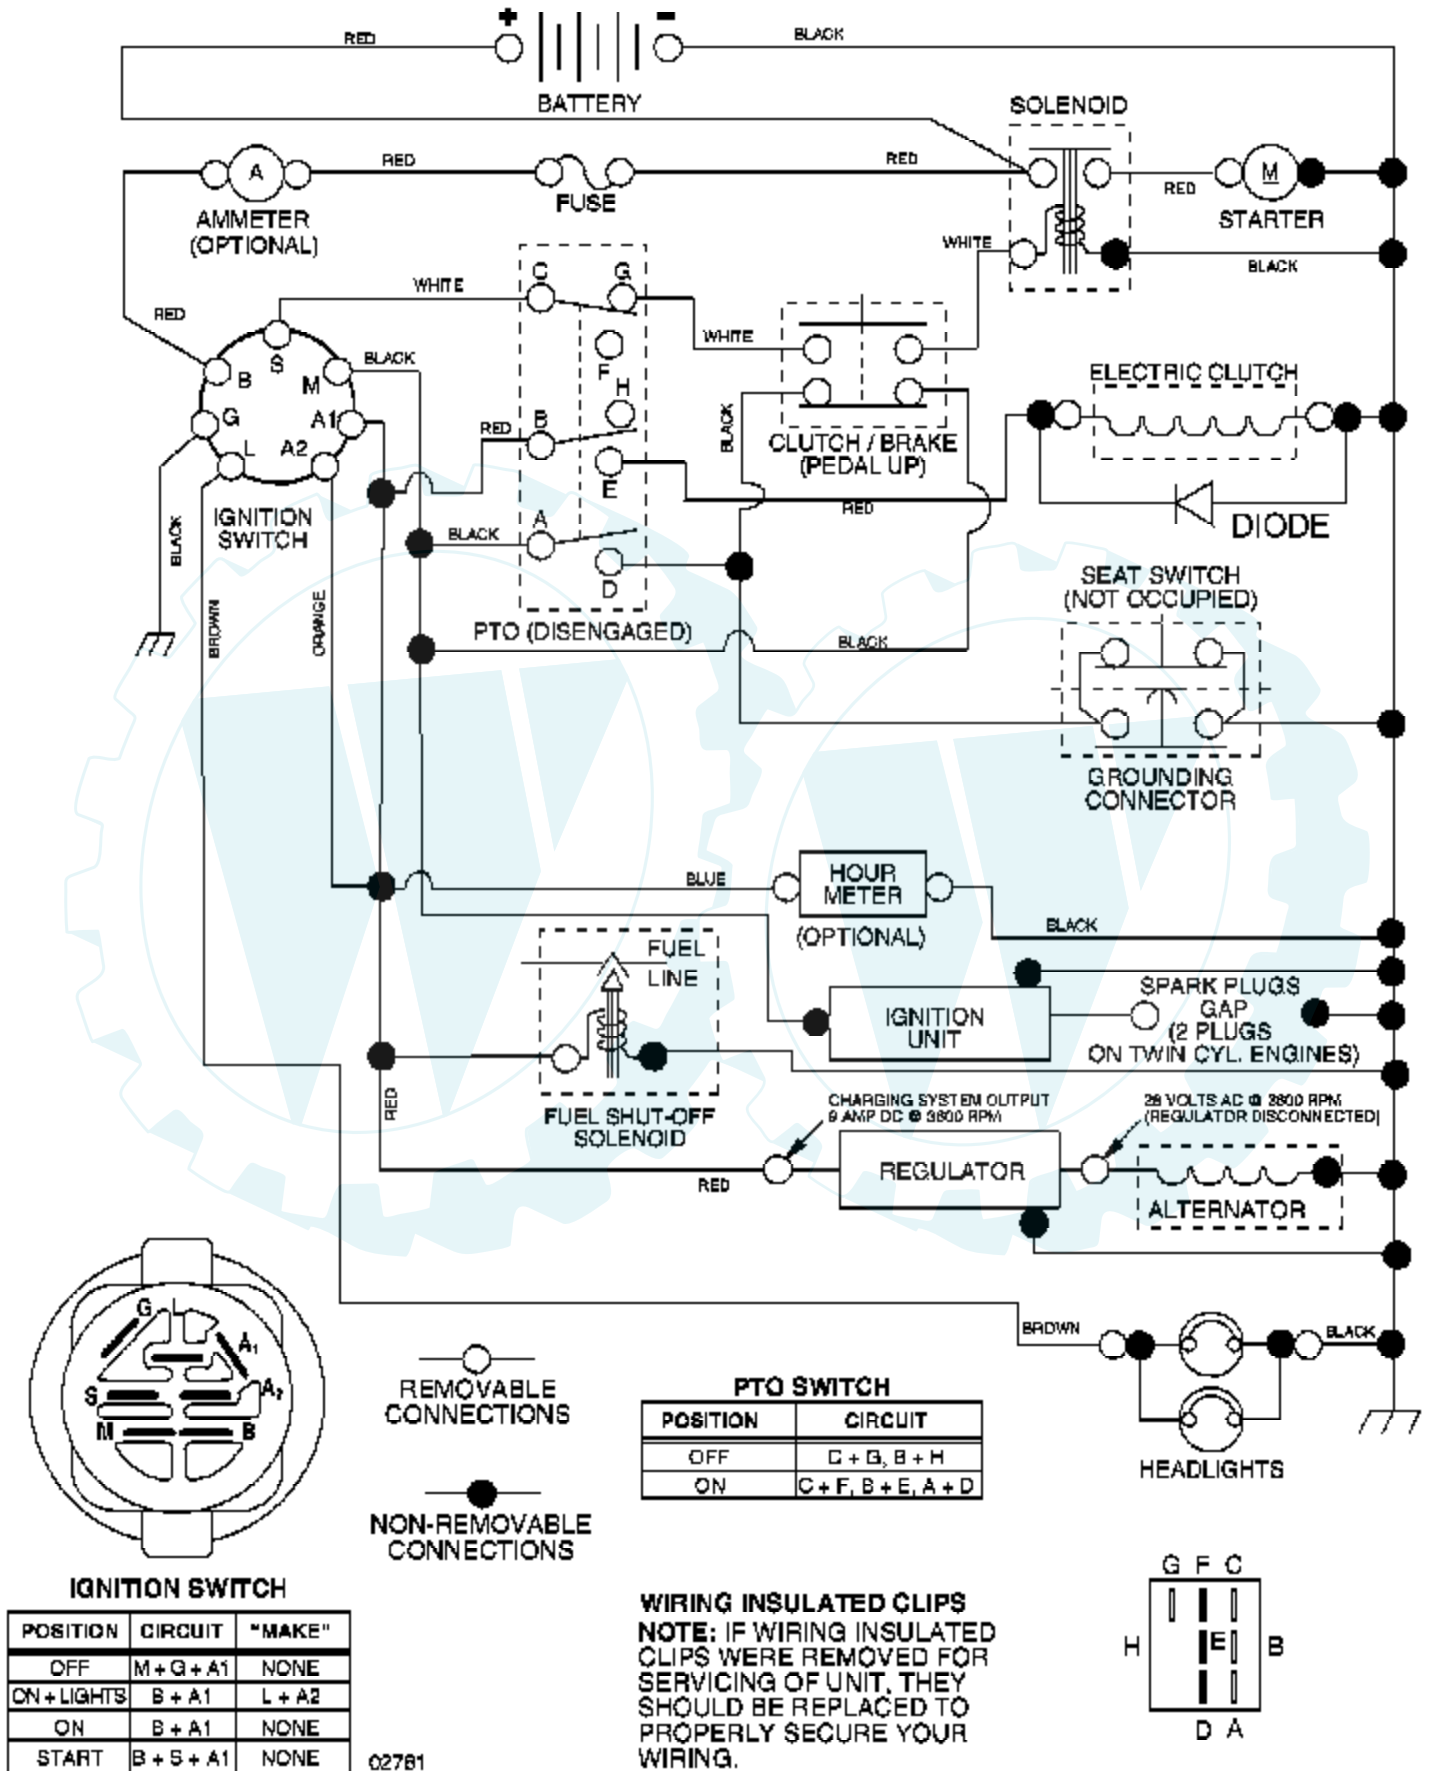 + -
RED
BLACK
BATTERY
SOLENOID
A
RED
RED
FUSE
RED
M
AMMETER
(OPTIONAL)
STARTER
WHITE
BLACK
C G
WHITE
RED
S
BLACK
WHITE
F
B
M
H
ELECTRIC CLUTCH
G
A1
RED
B
BLACK
CLUTCH / BRAKE
(PEDAL UP)
L
A2
E
RED
IGNITION
SWITCH
BLACK
A
BLACK
DIODE
D
SEAT SWITCH
(NOT OCCUPIED)
BROWN
ORANGE
PTO (DISENGAGED)
BLACK
GROUNDING
CONNECTOR
BLUE
HOUR
METER
(OPTIONAL)
BLACK
FUEL
LINE
IGNITION
UNIT
SPARK PLUGS
GAP
(2 PLUGS
ON TWIN CYL. ENGINES)
RED
FUEL SHUT-OFF
SOLENOID
CHARGING SYSTEM OUTPUT
9 AMP DC @ 3600 RPM
28 VOLTS AC @ 3600 RPM
(REGULATOR DISCONNECTED)
RED
REGULATOR
ALTERNATOR
G L
A1
S
A2
M
B
BROWN
BLACK
REMOVABLE
CONNECTIONS
HEADLIGHTS
PTO SWITCH
POSITION CIRCUIT
OFF C + G, B + H
ON C + F, B + E, A + D
NON-REMOVABLE
CONNECTIONS
G F C
H E B
D A
IGNITION SWITCH
POSITION CIRCUIT "MAKE"
OFF M + G + A1 NONE
ON + LIGHTS B + A1 L + A2
ON B + A1 NONE
START B + S + A1 NONE
02781
WIRING INSULATED CLIPS
NOTE: IF WIRING INSULATED
CLIPS WERE REMOVED FOR
SERVICING OF UNIT, THEY
SHOULD BE REPLACED TO
PROPERLY SECURE YOUR
WIRING.